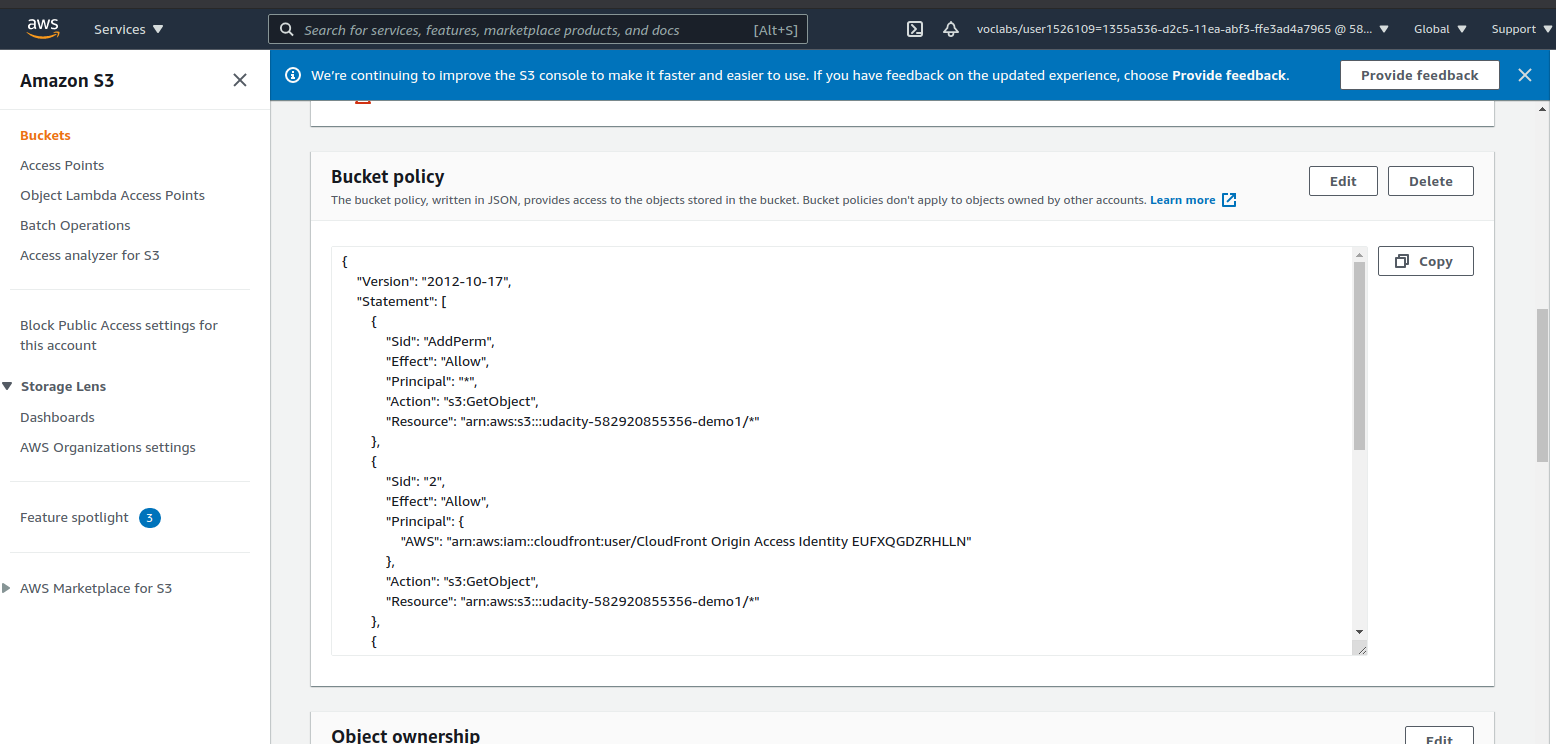 aws
Services
Search for services, features, marketplace products, and docs
[Alt+S]
voclabs/user1526109=1355a536-d2c5-11ea-abf3-ffe3ad4a7965 @ 58...
Global
Support
Amazon S3
We're continuing to improve the S3 console to make it faster and easier to use. If you have feedback on the updated experience, choose Provide feedback.
Provide feedback
Buckets
Access Points
Object Lambda Access Points
Batch Operations
Access analyzer for S3
Block Public Access settings for
this account
Storage Lens
Dashboards
AWS Organizations settings
Feature spotlight 3
AWS Marketplace for S3
Bucket policy
Edit
Delete
The bucket policy, written in JSON, provides access to the objects stored in the bucket. Bucket policies don't apply to objects owned by other accounts. Learn more
Copy
{
"Version": "2012-10-17",
"Statement": [
{
"Sid": "AddPerm",
"Effect": "Allow",
"Principal": "*",
"Action": "s3:GetObject",
"Resource": "arn:aws:s3:::udacity-582920855356-demo1/*"
},
{
"Sid": "2",
"Effect": "Allow",
"Principal": {
"AWS": "arn:aws:iam::cloudfront:user/CloudFront Origin Access Identity EUFXQGDZRHLLN"
},
"Action": "s3:GetObject",
"Resource": "arn:aws:s3:::udacity-582920855356-demo1/*"
},
{
Object ownership
Edit